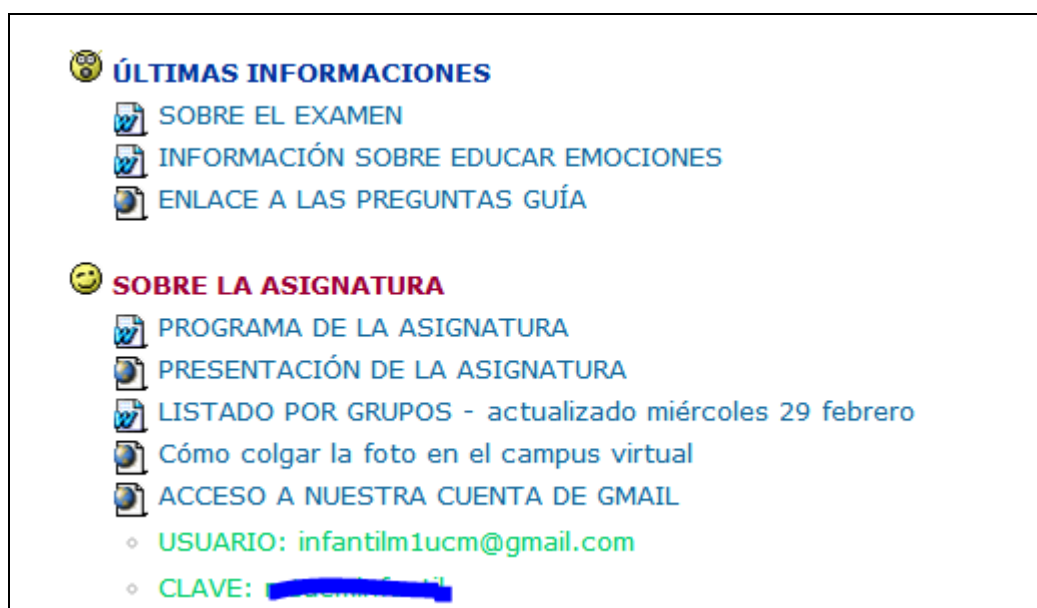 ÚLTIMAS INFORMACIONES
SOBRE EL EXAMEN
INFORMACIÓN SOBRE EDUCAR EMOCIONES
ENLACE A LAS PREGUNTAS GUÍA
SOBRE LA ASIGNATURA
PROGRAMA DE LA ASIGNATURA
PRESENTACIÓN DE LA ASIGNATURA
LISTADO POR GRUPOS - actualizado miércoles 29 febrero
Cómo colgar la foto en el campus virtual
ACCESO A NUESTRA CUENTA DE GMAIL
USUARIO: infantilm1ucm@gmail.com
CLAVE: